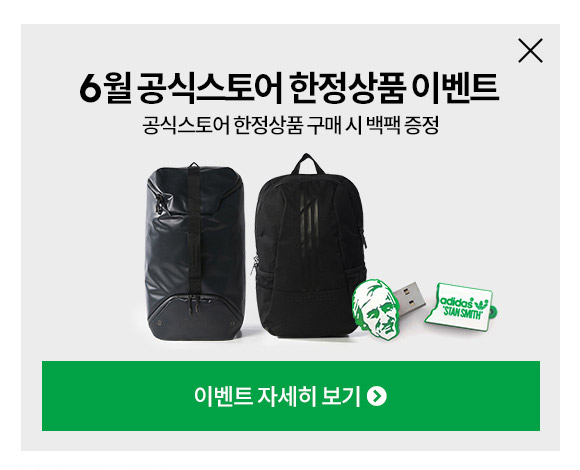 6월 공식스토어 한정상품 이벤트
공식스토어 한정상품 구매 시 백팩 증정
adidas
"STAN SMITH"
이벤트 자세히 보기